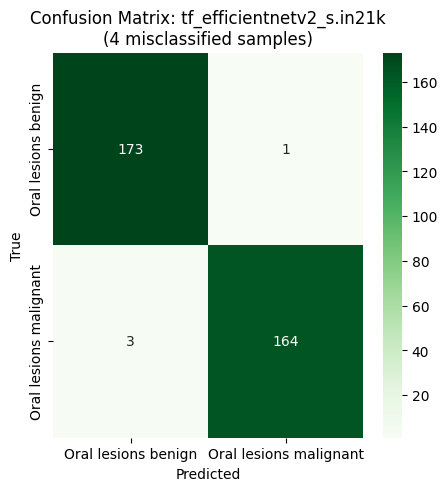 Confusion Matrix: tf_efficientnetv2_s.in21k
(4 misclassified samples)
True
Oral lesions benign
173
1
Oral lesions malignant
3
164
Oral lesions benign
Oral lesions malignant
Predicted
160
140
120
100
80
60
40
20